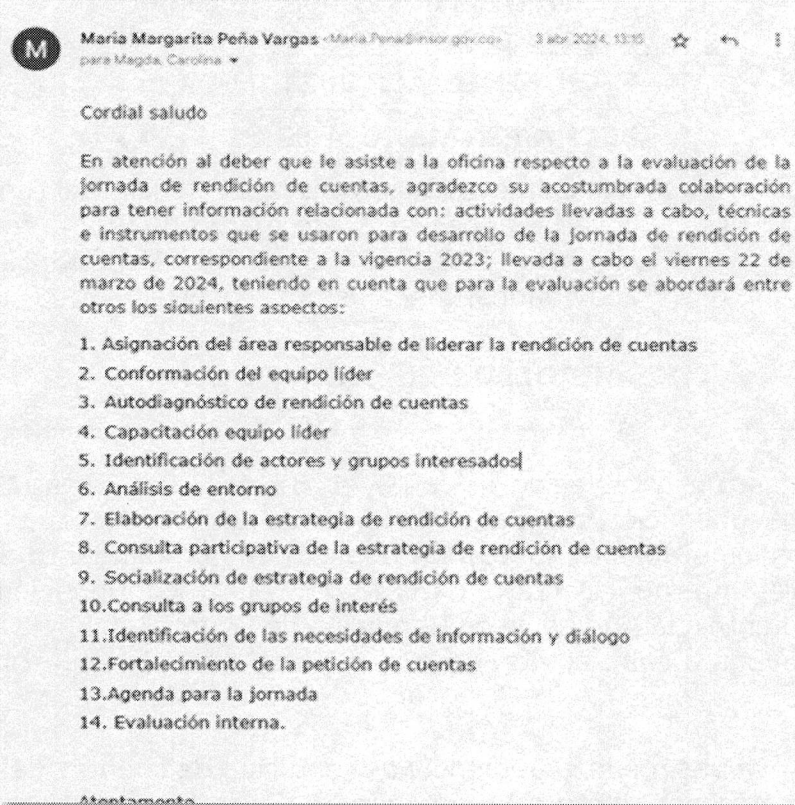 M
Maria Margarita Peña Vargas <Maria.Pena@insor.gov.co> 3 abr 2024, 13:15
para Magda, Carolina
Cordial saludo
En atención al deber que le asiste a la oficina respecto a la evaluación de la
jornada de rendición de cuentas, agradezco su acostumbrada colaboración
para tener información relacionada con: actividades llevadas a cabo, técnicas
e instrumentos que se usaron para desarrollo de la jornada de rendición de
cuentas, correspondiente a la vigencia 2023; llevada a cabo el viernes 22 de
marzo de 2024, teniendo en cuenta que para la evaluación se abordará entre
otros los siguientes aspectos:
1. Asignación del área responsable de liderar la rendición de cuentas
2. Conformación del equipo líder
3. Autodiagnóstico de rendición de cuentas
4. Capacitación equipo líder
5. Identificación de actores y grupos interesados
6. Análisis de entorno
7. Elaboración de la estrategia de rendición de cuentas
8. Consulta participativa de la estrategia de rendición de cuentas
9. Socialización de estrategia de rendición de cuentas
10.Consulta a los grupos de interés
11.Identificación de las necesidades de información y diálogo
12.Fortalecimiento de la petición de cuentas
13.Agenda para la jornada
14. Evaluación interna.
Atentamente